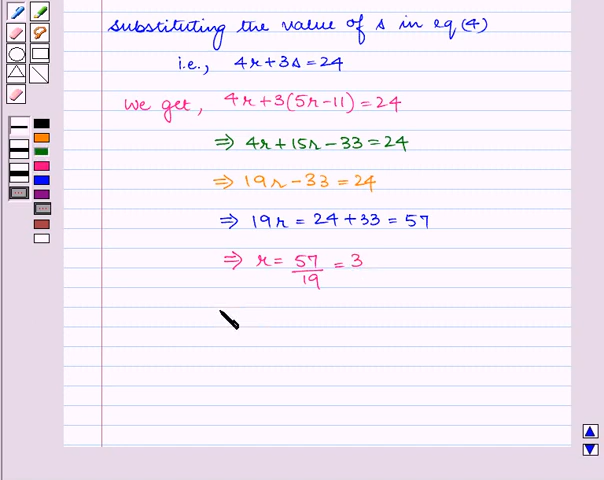 substituting the value of s in eq (4)
i.e., 4r + 3s = 24
We get, 4r + 3(5r - 11) = 24
⇒ 4r + 15r - 33 = 24
⇒ 19r - 33 = 24
⇒ 19r = 24 + 33 = 57
⇒ r = 57/19 = 3